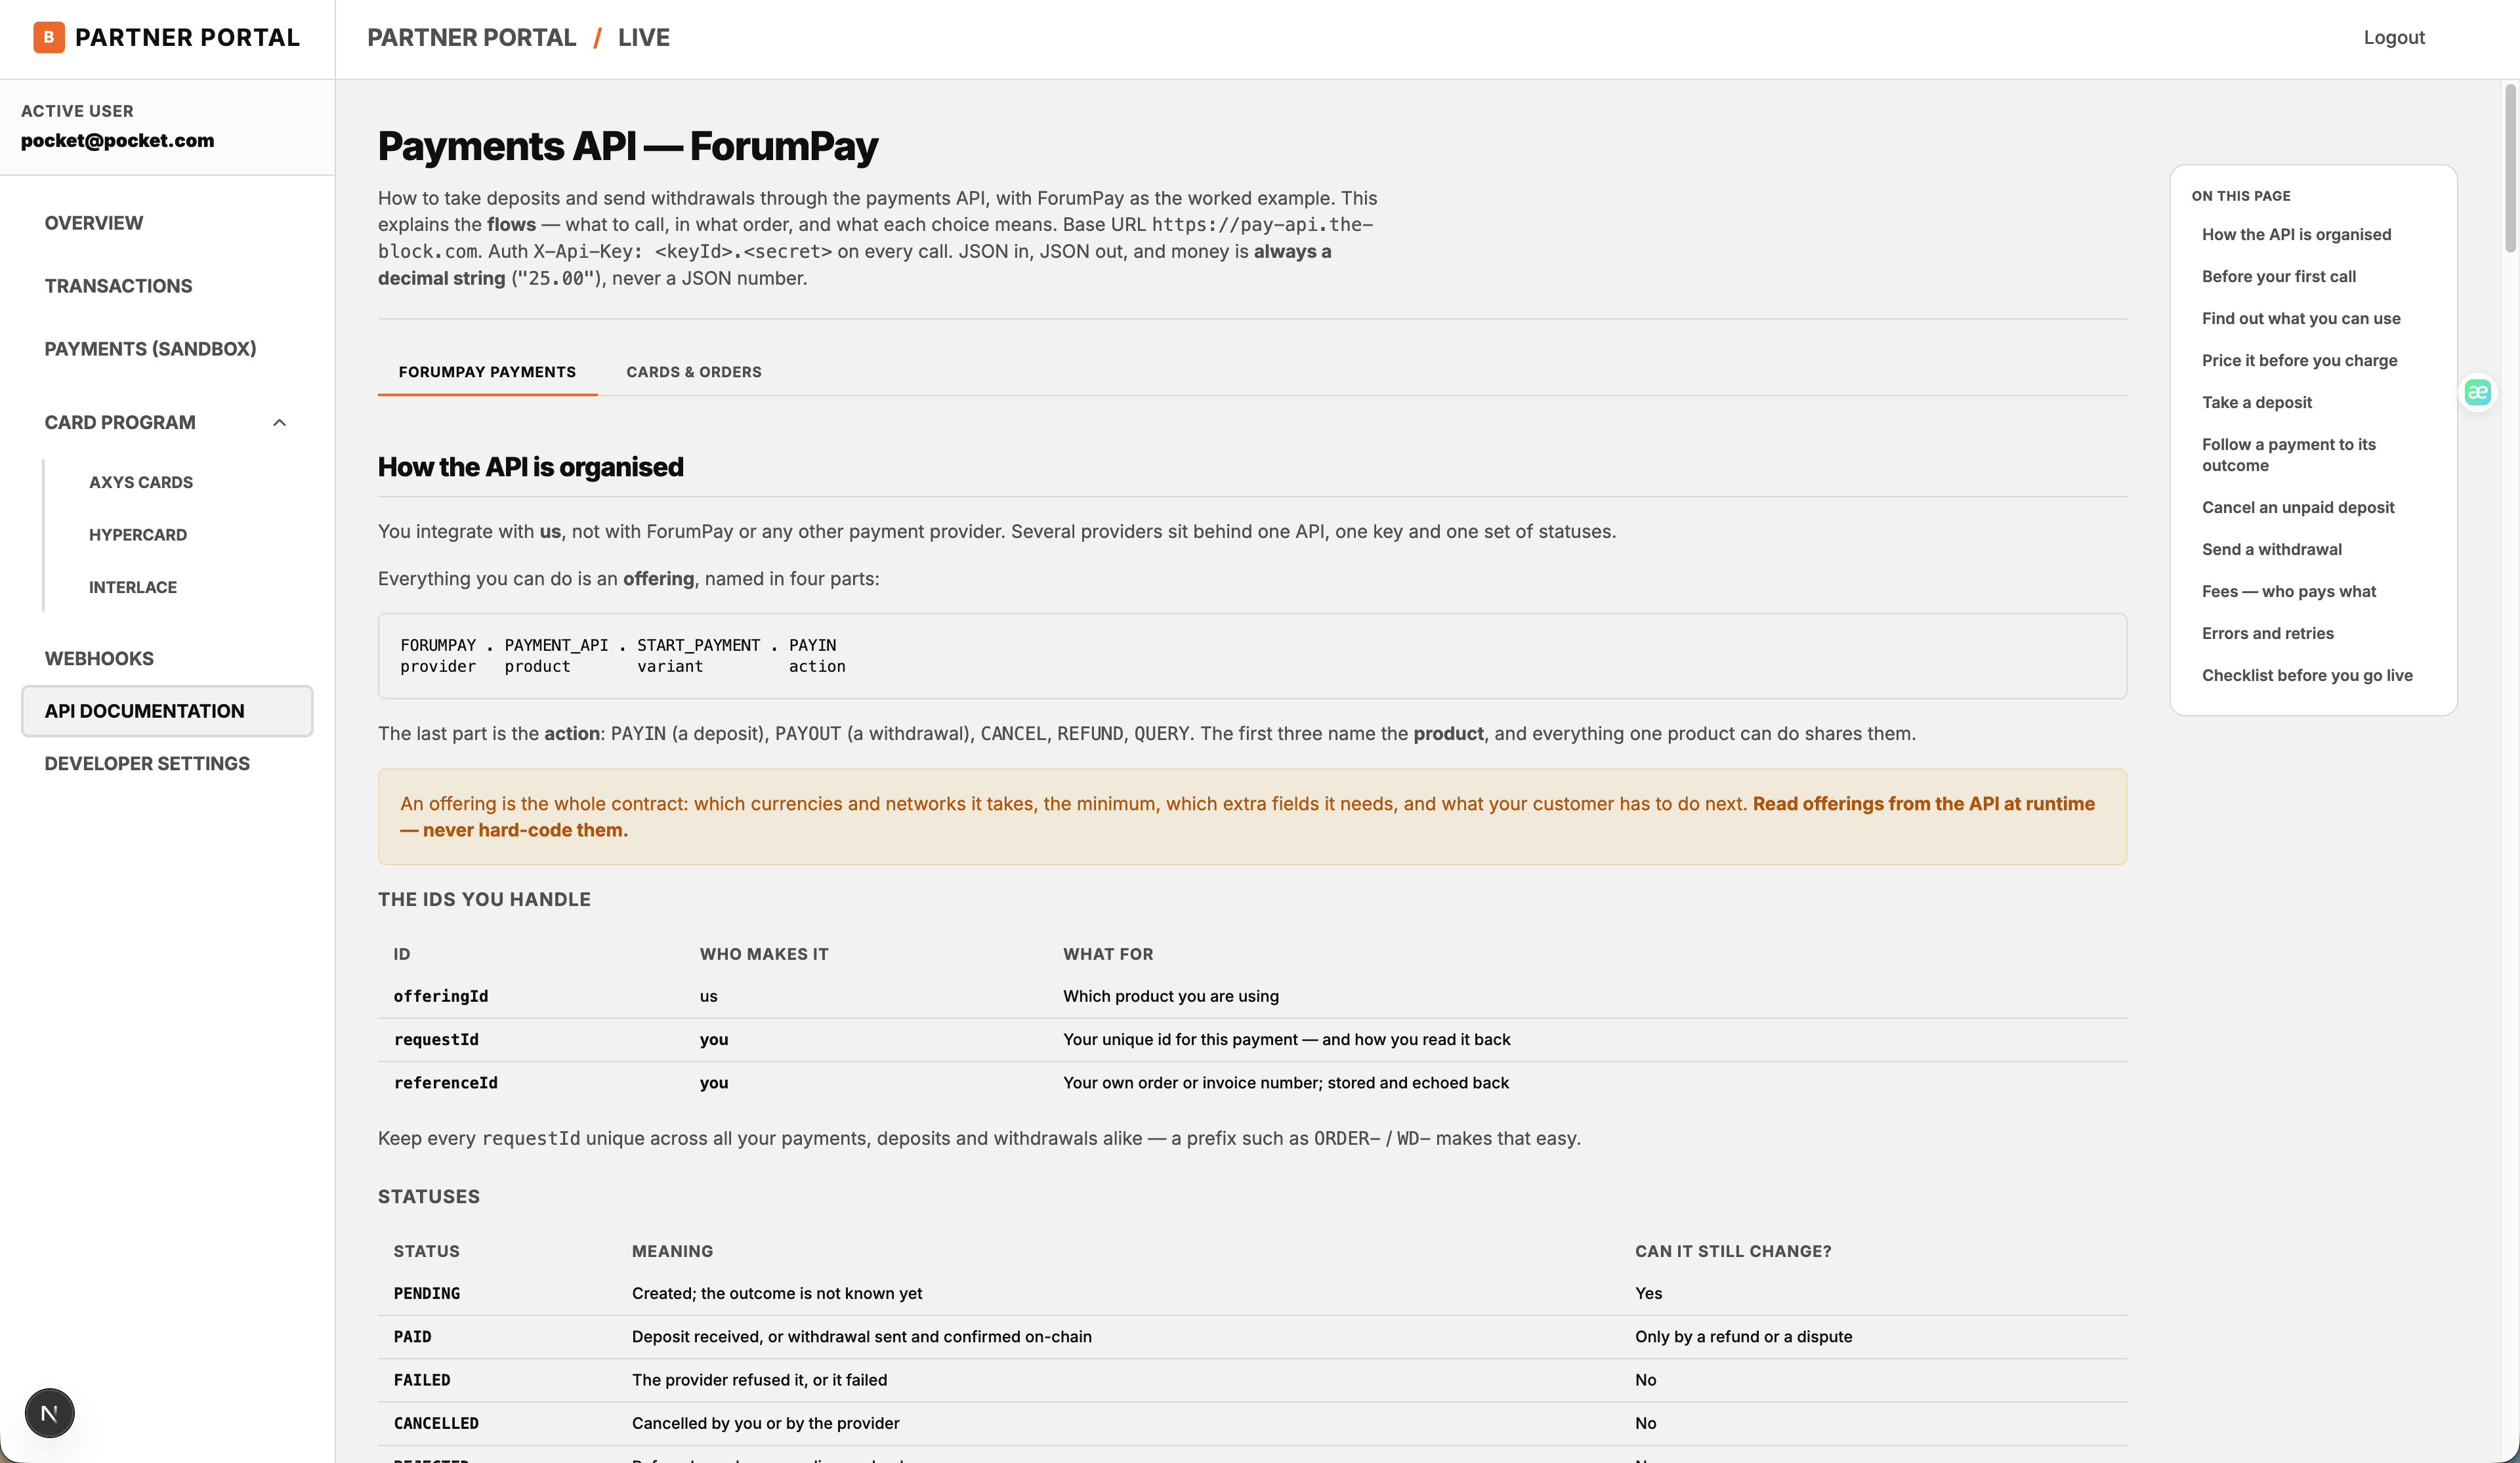 B PARTNER PORTAL
PARTNER PORTAL / LIVE
Logout
ACTIVE USER
pocket@pocket.com
OVERVIEW
TRANSACTIONS
PAYMENTS (SANDBOX)
CARD PROGRAM
AXYS CARDS
HYPERCARD
INTERLACE
WEBHOOKS
API DOCUMENTATION
DEVELOPER SETTINGS
N
Payments API — ForumPay
How to take deposits and send withdrawals through the payments API, with ForumPay as the worked example. This
explains the flows — what to call, in what order, and what each choice means. Base URL https://pay-api.the-
block.com. Auth X-Api-Key: <keyId>.<secret> on every call. JSON in, JSON out, and money is always a
decimal string ("25.00"), never a JSON number.
FORUMPAY PAYMENTS
CARDS & ORDERS
How the API is organised
You integrate with us, not with ForumPay or any other payment provider. Several providers sit behind one API, one key and one set of statuses.
Everything you can do is an offering, named in four parts:
FORUMPAY . PAYMENT_API . START_PAYMENT . PAYIN
provider product variant action
The last part is the action: PAYIN (a deposit), PAYOUT (a withdrawal), CANCEL, REFUND, QUERY. The first three name the product, and everything one product can do shares them.
An offering is the whole contract: which currencies and networks it takes, the minimum, which extra fields it needs, and what your customer has to do next. Read offerings from the API at runtime
— never hard-code them.
THE IDS YOU HANDLE
ID WHO MAKES IT WHAT FOR
offeringId us Which product you are using
requestId you Your unique id for this payment — and how you read it back
referenceId you Your own order or invoice number; stored and echoed back
Keep every requestId unique across all your payments, deposits and withdrawals alike — a prefix such as ORDER- / WD- makes that easy.
STATUSES
STATUS MEANING CAN IT STILL CHANGE?
PENDING Created; the outcome is not known yet Yes
PAID Deposit received, or withdrawal sent and confirmed on-chain Only by a refund or a dispute
FAILED The provider refused it, or it failed No
CANCELLED Cancelled by you or by the provider No
ON THIS PAGE
How the API is organised
Before your first call
Find out what you can use
Price it before you charge
Take a deposit
Follow a payment to its
outcome
Cancel an unpaid deposit
Send a withdrawal
Fees — who pays what
Errors and retries
Checklist before you go live
æ